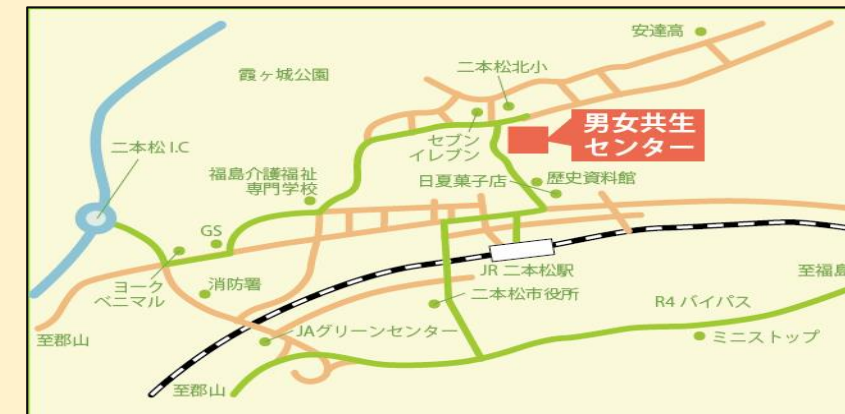 安達高
二本松北小
霞ヶ城公園
男女共生
センター
セブン
イレブン
二本松 I.C
福島介護福祉
専門学校
日夏菓子店
歴史資料館
GS
ヨーク
ベニマル
消防署
JR 二本松駅
至福島
二本松市役所
R4 バイパス
JAグリーンセンター
ミニストップ
至郡山
至郡山